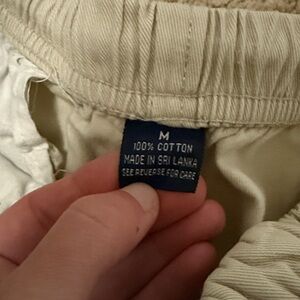 M
100% COTTON
MADE IN SRI LANKA
SEE REVERSE FOR CARE